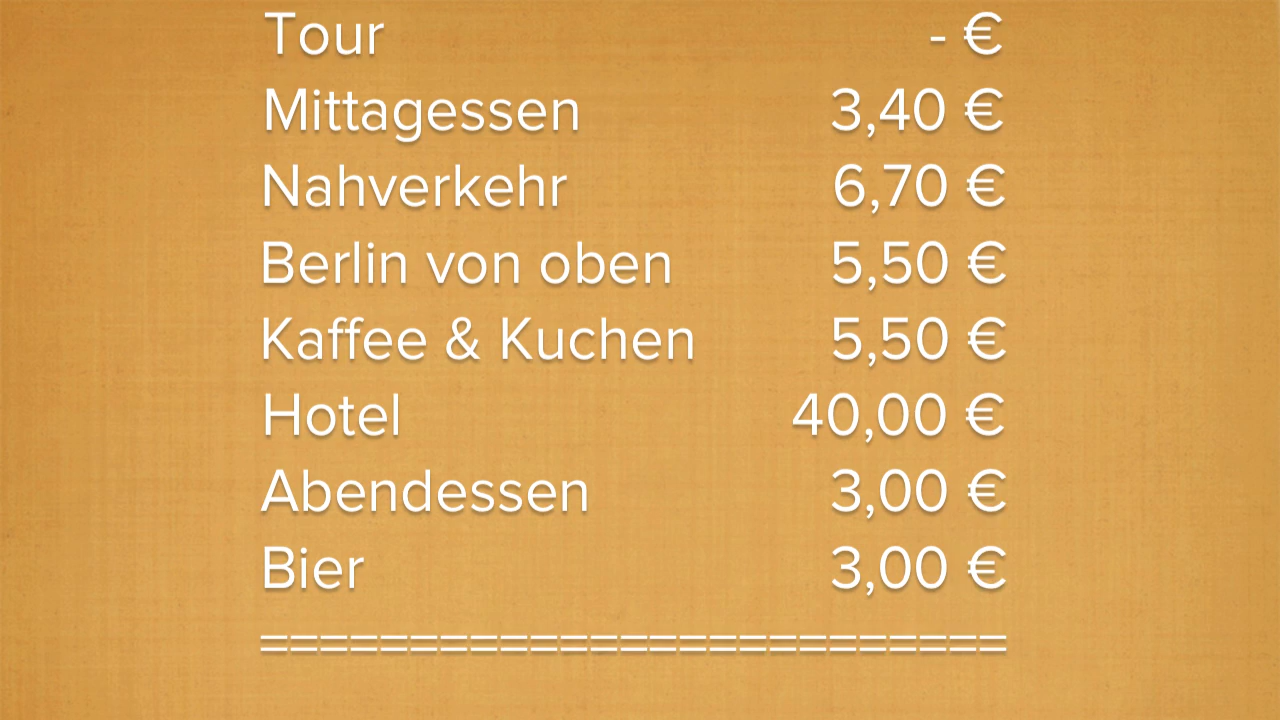 Tour - €
Mittagessen 3,40 €
Nahverkehr 6,70 €
Berlin von oben 5,50 €
Kaffee & Kuchen 5,50 €
Hotel 40,00 €
Abendessen 3,00 €
Bier 3,00 €
=========================